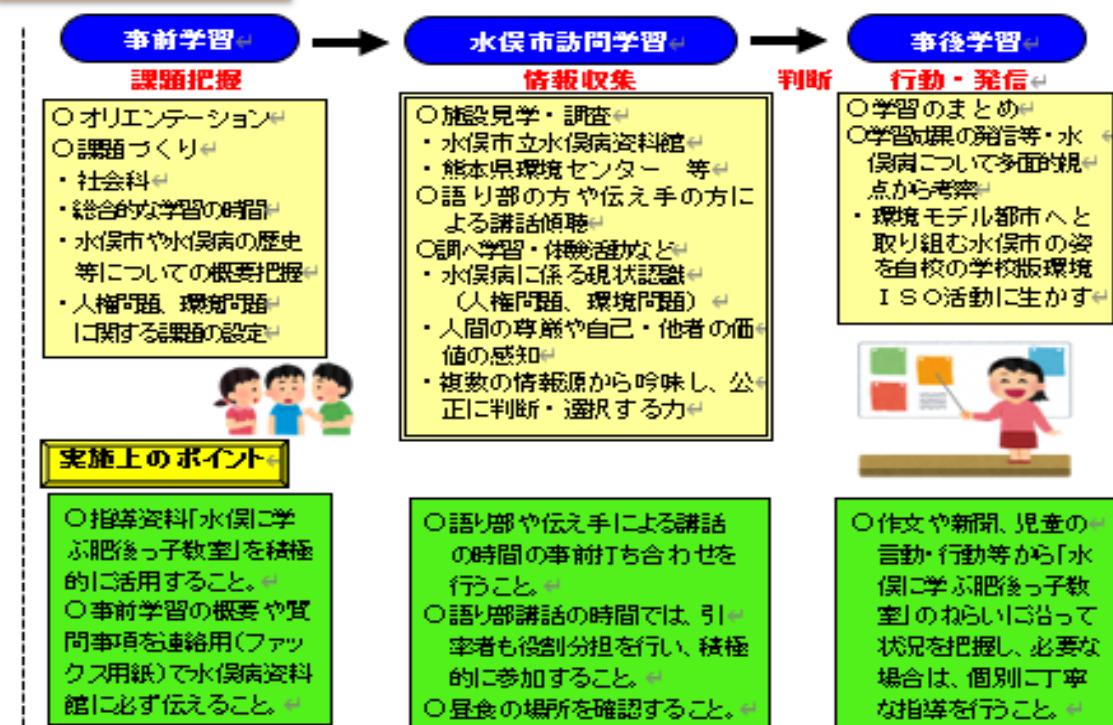 事前学習
水俣市訪問学習
事後学習
課題把握
情報収集
判断
行動・発信
○オリエンテーション
○課題づくり
・社会科
・総合的な学習の時間
・水俣市や水俣病の歴史
等についての概要把握
・人権問題、環境問題
に関する課題の設定
○施設見学・調査
・水俣市立水俣病資料館
・熊本県環境センター 等
○語り部の方や伝え手の方に
よる講話傾聴
○調べ学習・体験活動など
・水俣病に係る現状認識
（人権問題、環境問題）
・人間の尊厳や自己・他者の価
値の感知
・複数の情報源から吟味し、公
正に判断・選択する力
○学習のまとめ
○学習成果の発信等・水
俣病について多面的視
点から考察
・環境モデル都市へと
取り組む水俣市の姿
を自校の学校版環境
ＩＳＯ活動に生かす
実施上のポイント
○指導資料「水俣に学
ぶ肥後っ子教室」を積極
的に活用すること。
○事前学習の概要や質
問事項を連絡用（ファッ
クス用紙）で水俣病資料
館に必ず伝えること。
○語り部や伝え手による講話
の時間の事前打ち合わせを
行うこと。
○語り部講話の時間では、引
率者も役割分担を行い、積極
的に参加すること。
○昼食の場所を確認すること。
○作文や新聞、児童の
言動・行動等から「水
俣に学ぶ肥後っ子教
室」のねらいに沿って
状況を把握し、必要な
場合は、個別に丁寧
な指導を行うこと。